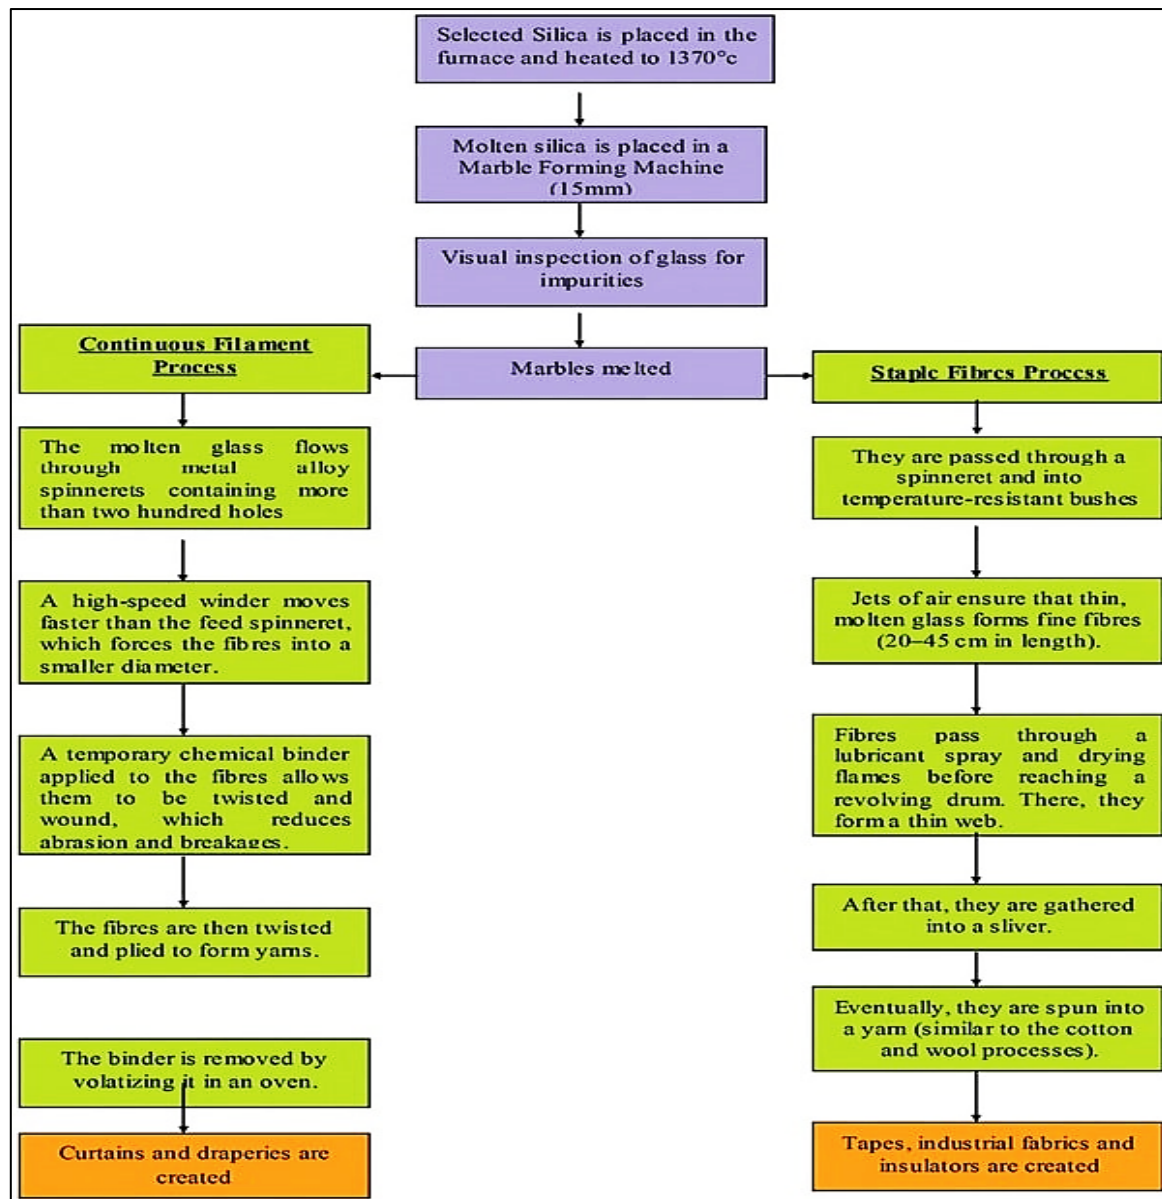 Selected Silica is placed in the
furnace and heated to 1370°c
Molten silica is placed in a
Marble Forming Machine
(15mm)
Visual inspection of glass for
impurities
Marbles melted
Continuous Filament
Process
The molten glass flows
through metal alloy
spinnerets containing more
than two hundred holes
A high-speed winder moves
faster than the feed spinneret,
which forces the fibres into a
smaller diameter.
A temporary chemical binder
applied to the fibres allows
them to be twisted and
wound, which reduces
abrasion and breakages.
The fibres are then twisted
and plied to form yarns.
The binder is removed by
volatizing it in an oven.
Curtains and draperies are
created
Staple Fibres Process
They are passed through a
spinneret and into
temperature-resistant bushes
Jets of air ensure that thin,
molten glass forms fine fibres
(20–45 cm in length).
Fibres pass through a
lubricant spray and drying
flames before reaching a
revolving drum. There, they
form a thin web.
After that, they are gathered
into a sliver.
Eventually, they are spun into
a yarn (similar to the cotton
and wool processes).
Tapes, industrial fabrics and
insulators are created